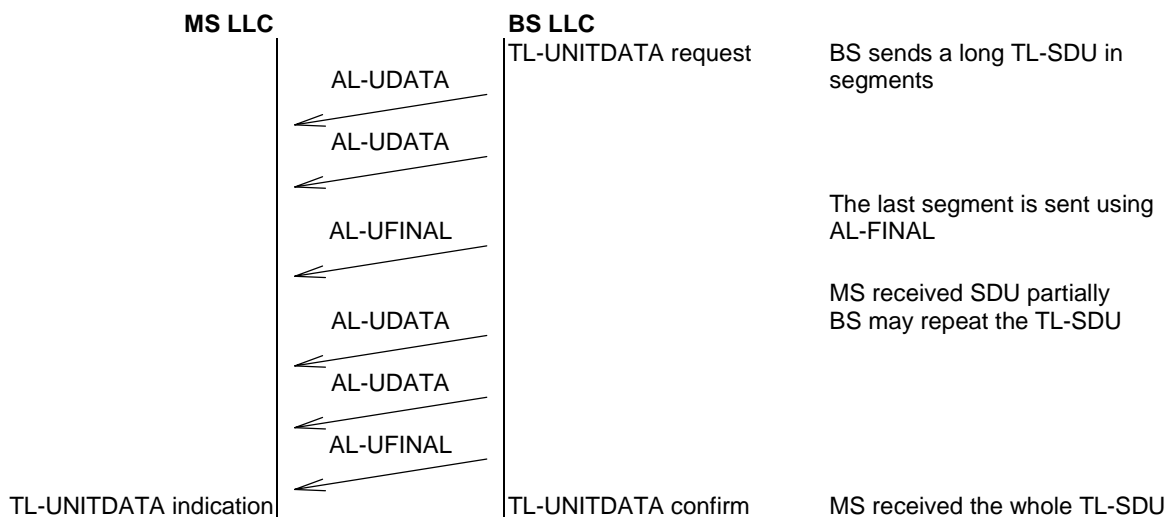 MS LLC BS LLC
TL-UNITDATA request BS sends a long TL-SDU in
AL-UDATA segments
AL-UDATA
The last segment is sent using
AL-UFINAL AL-FINAL
MS received SDU partially
AL-UDATA BS may repeat the TL-SDU
AL-UDATA
AL-UFINAL
TL-UNITDATA indication TL-UNITDATA confirm MS received the whole TL-SDU